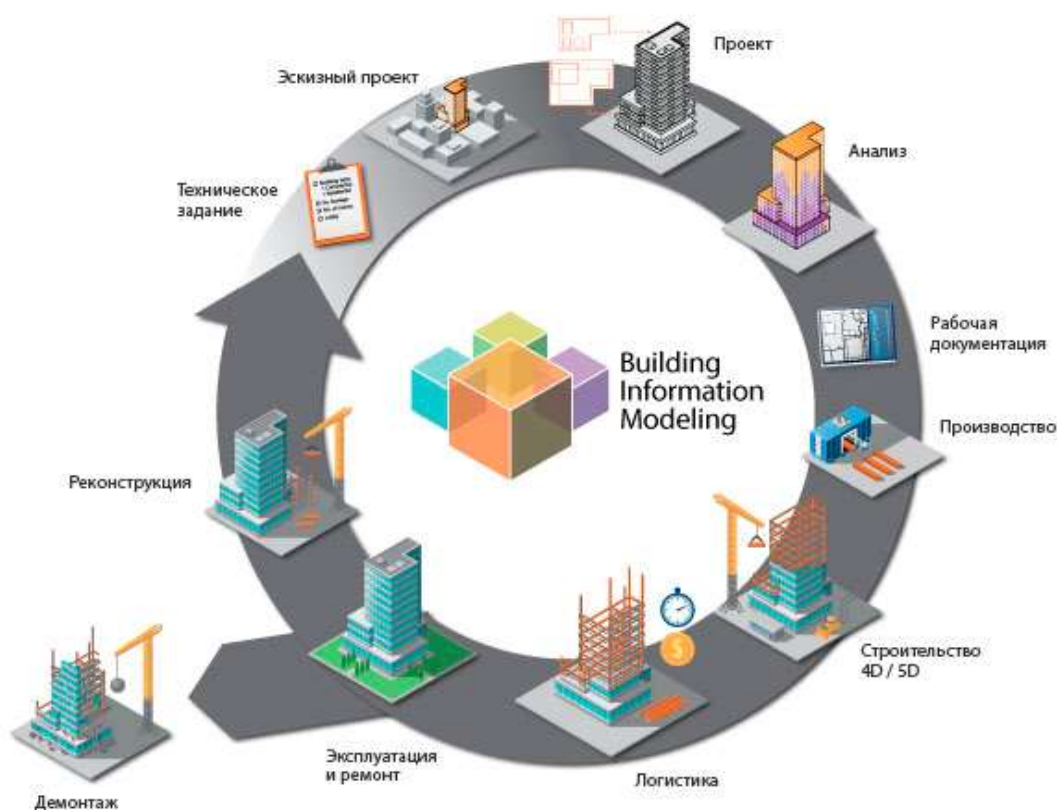 Проект
Эскизный проект
Анализ
Техническое
задание
Рабочая
документация
Building
Information
Modeling
Производство
Реконструкция
Строительство
4D / 5D
Эксплуатация
и ремонт
Логистика
Демонтаж